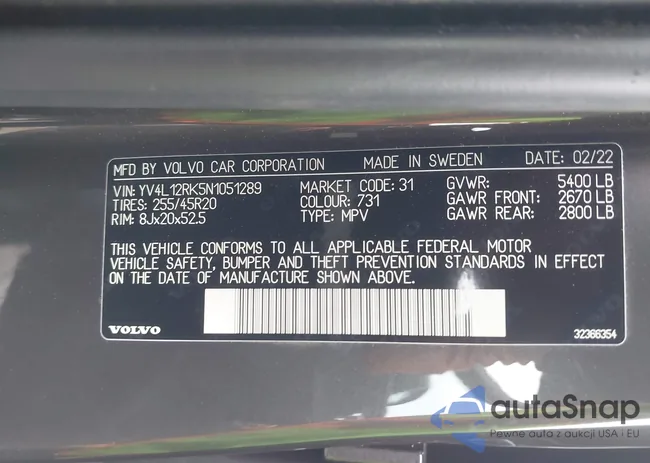 MFD BY VOLVO CAR CORPORATION MADE IN SWEDEN DATE: 02/22
VIN: YV4L12RK5N1051289 MARKET CODE: 31 GVWR: 5400 LB
TIRES: 255/45R20 COLOUR: 731 GAWR FRONT: 2670 LB
RIM: 8Jx20x52.5 TYPE: MPV GAWR REAR: 2800 LB
THIS VEHICLE CONFORMS TO ALL APPLICABLE FEDERAL MOTOR
VEHICLE SAFETY, BUMPER AND THEFT PREVENTION STANDARDS IN EFFECT
ON THE DATE OF MANUFACTURE SHOWN ABOVE.
VOLVO 32366354
autaSnap
Pewne auta z aukcji USA i EU